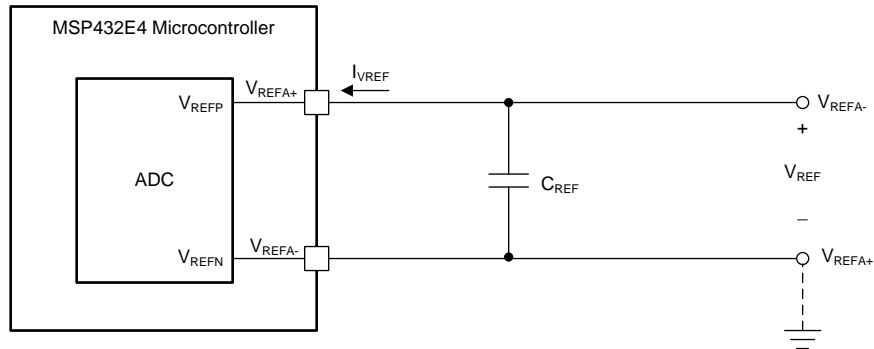 MSP432E4 Microcontroller
IVREF
VREFA+
VREFP
VREFA-
+
ADC
CREF
VREF
–
VREFA-
VREFN
VREFA+